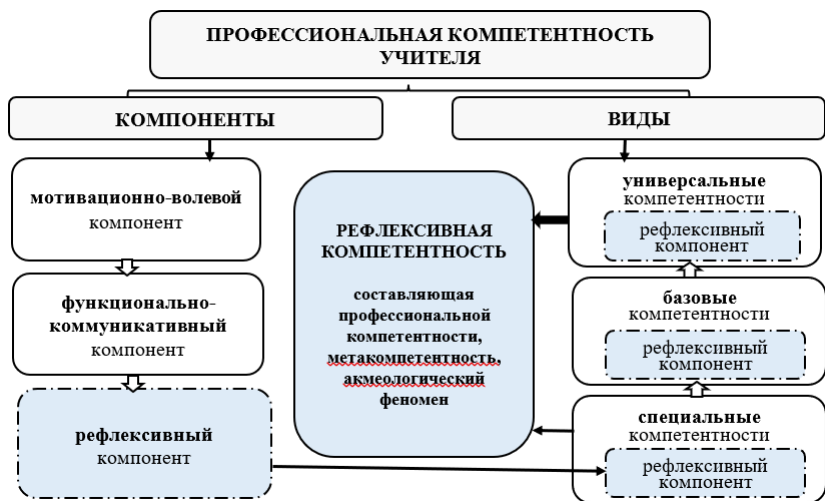 ПРОФЕССИОНАЛЬНАЯ КОМПЕТЕНТНОСТЬ
УЧИТЕЛЯ
КОМПОНЕНТЫ
ВИДЫ
мотивационно-волевой
компонент
функционально-
коммуникативный
компонент
рефлексивный
компонент
РЕФЛЕКСИВНАЯ
КОМПЕТЕНТНОСТЬ
составляющая
профессиональной
компетентности,
метакомпетентность,
акмеологический
феномен
универсальные
компетентности
рефлексивный
компонент
базовые
компетентности
рефлексивный
компонент
специальные
компетентности
рефлексивный
компонент